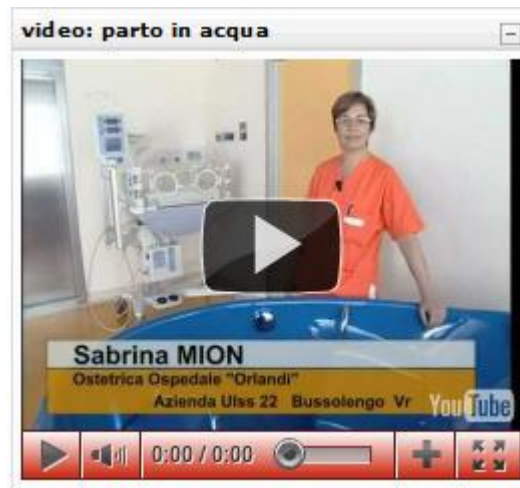 video: parto in acqua
Sabrina MION
Ostetrica Ospedale "Orlandi"
Azienda Ulss 22 Bussolengo Vr
YouTube
0:00 / 0:00